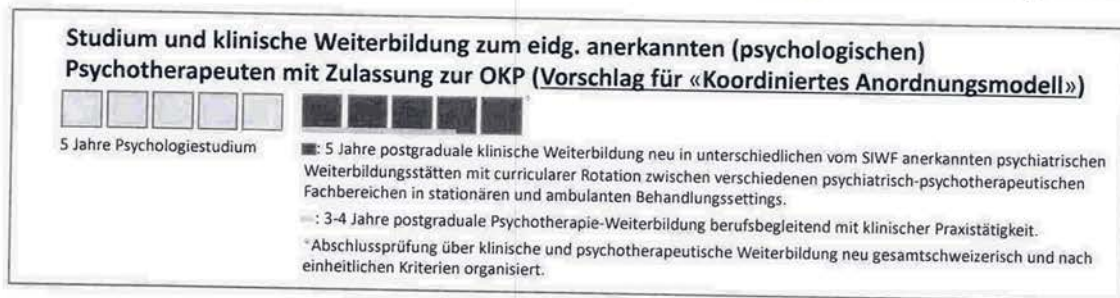 Studium und klinische Weiterbildung zum eidg. anerkannten (psychologischen)
Psychotherapeuten mit Zulassung zur OKP (Vorschlag für «Koordiniertes Anordnungsmodell»)
*
5 Jahre Psychologiestudium
: 5 Jahre postgraduale klinische Weiterbildung neu in unterschiedlichen vom SIWF anerkannten psychiatrischen
Weiterbildungsstätten mit curricularer Rotation zwischen verschiedenen psychiatrisch-psychotherapeutischen
Fachbereichen in stationären und ambulanten Behandlungssettings.
: 3-4 Jahre postgraduale Psychotherapie-Weiterbildung berufsbegleitend mit klinischer Praxistätigkeit.
*Abschlussprüfung über klinische und psychotherapeutische Weiterbildung neu gesamtschweizerisch und nach
einheitlichen Kriterien organisiert.